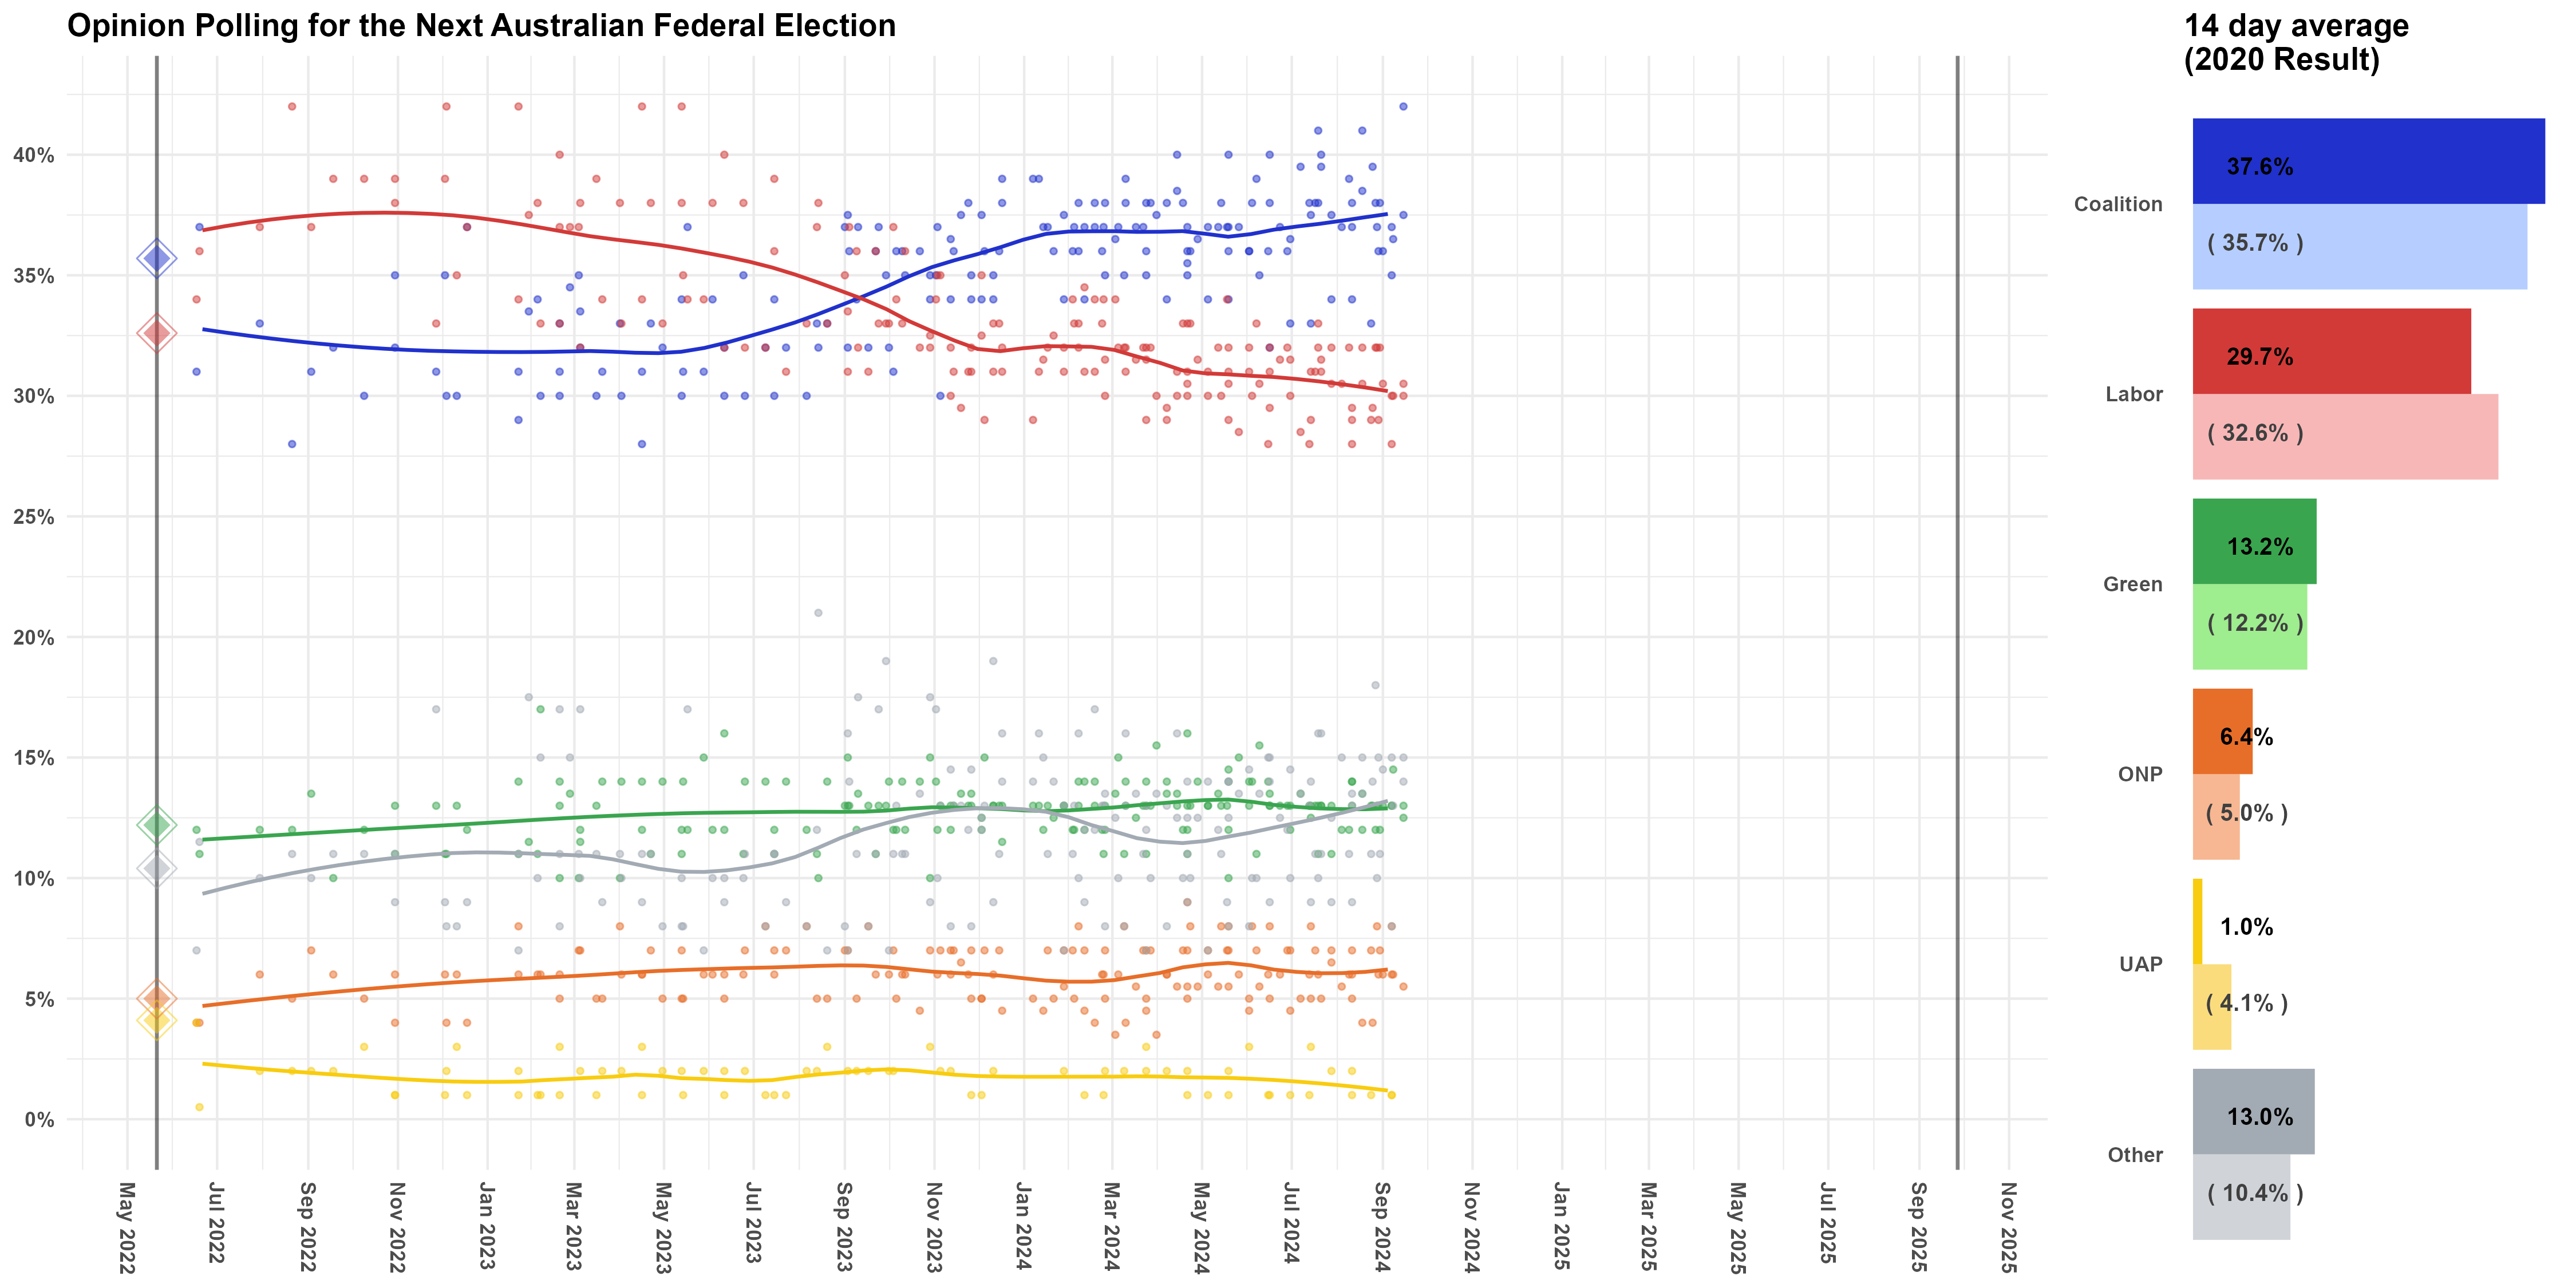 Opinion Polling for the Next Australian Federal Election
14 day average
(2020 Result)
40%
35%
30%
25%
20%
15%
10%
5%
0%
May 2022
Jul 2022
Sep 2022
Nov 2022
Jan 2023
Mar 2023
May 2023
Jul 2023
Sep 2023
Nov 2023
Jan 2024
Mar 2024
May 2024
Jul 2024
Sep 2024
Nov 2024
Jan 2025
Mar 2025
May 2025
Jul 2025
Sep 2025
Nov 2025
Coalition
37.6%
( 35.7% )
Labor
29.7%
( 32.6% )
Green
13.2%
( 12.2% )
ONP
6.4%
( 5.0% )
UAP
1.0%
( 4.1% )
Other
13.0%
( 10.4% )